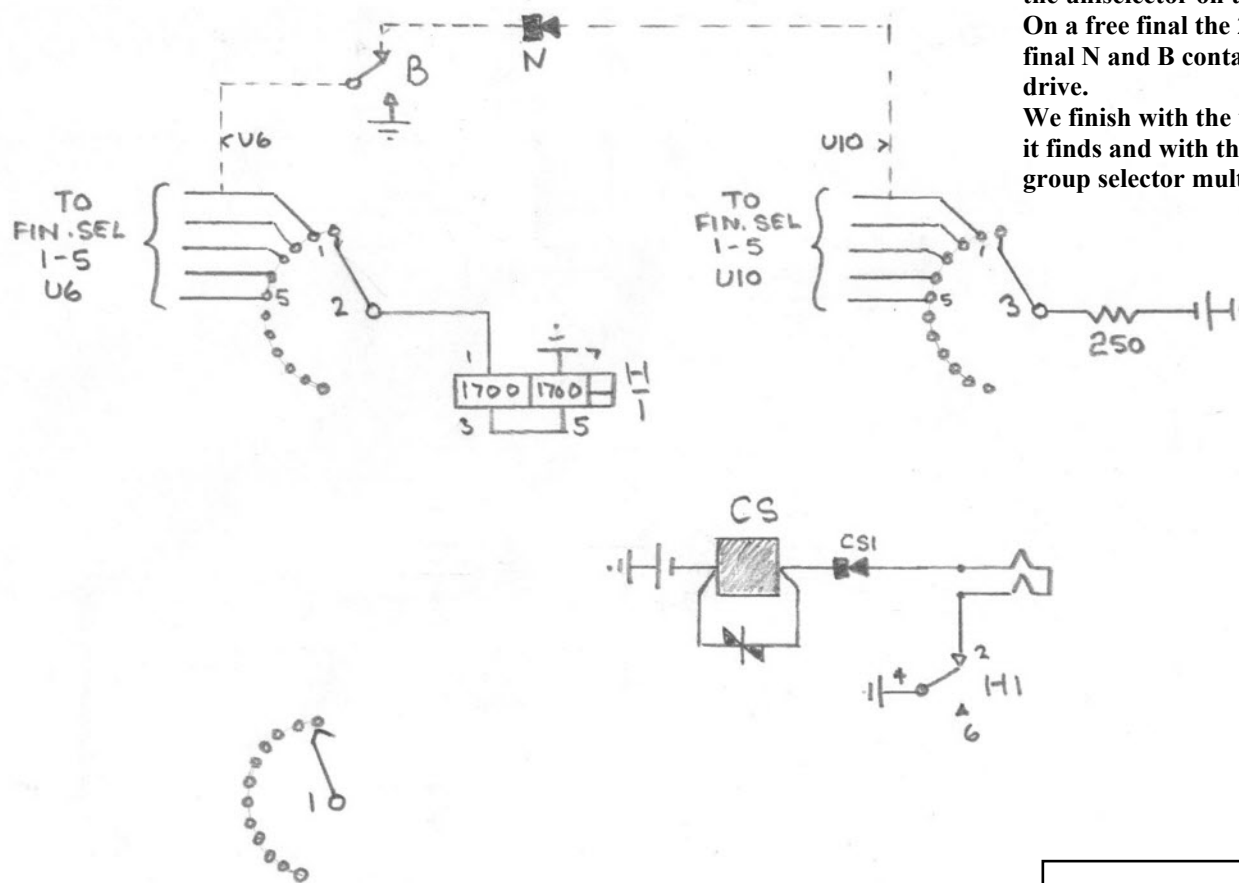 the uniselector on t
On a free final the
final N and B conta
drive.
We finish with the
it finds and with th
group selector mult
B
N
<U6
U10>
TO
FIN.SEL
1-5
U6
1
5
2
TO
FIN.SEL
1-5
U10
1
5
3
250
1
7
1700
1700
H
1
3
5
CS
CS1
2
4
H1
6
1